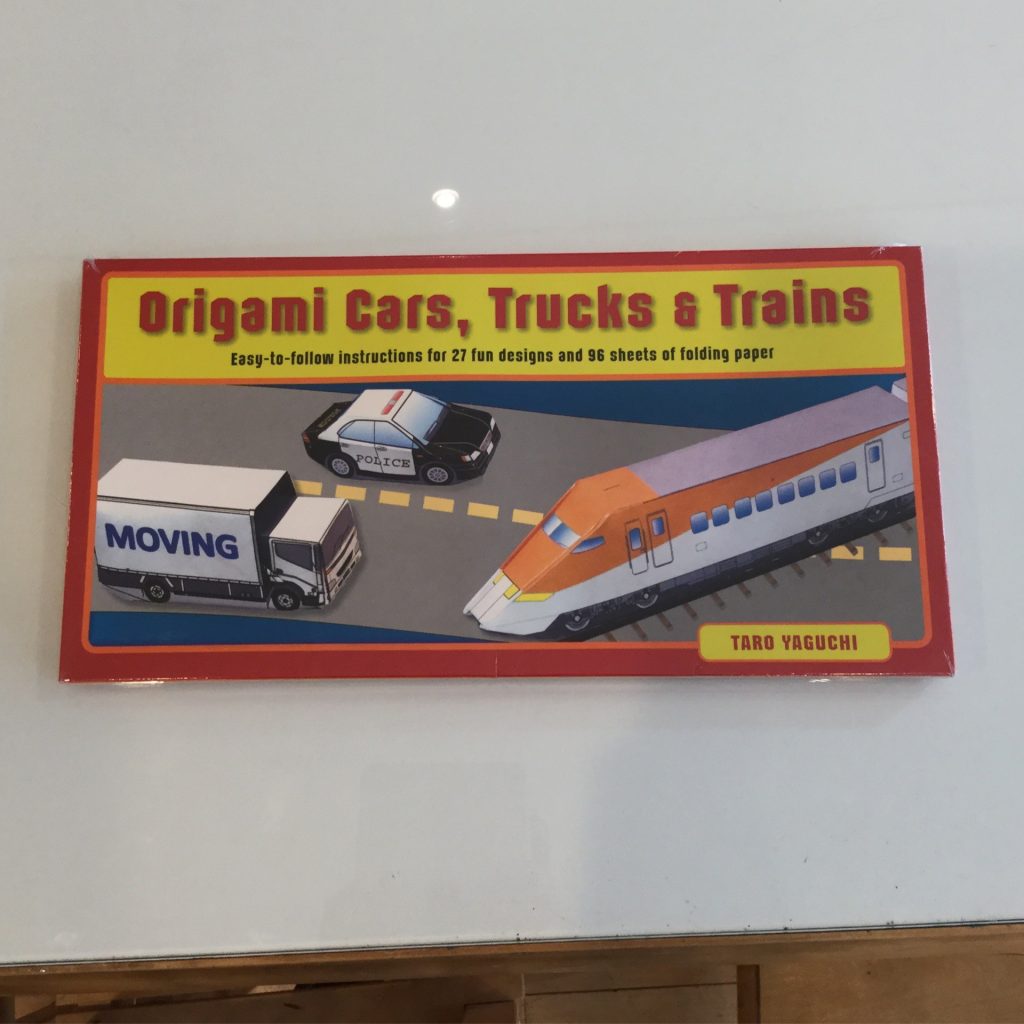 Origami Cars, Trucks & Trains
Easy-to-follow instructions for 27 fun designs and 96 sheets of folding paper
POLICE
MOVING
TARO YAGUCHI